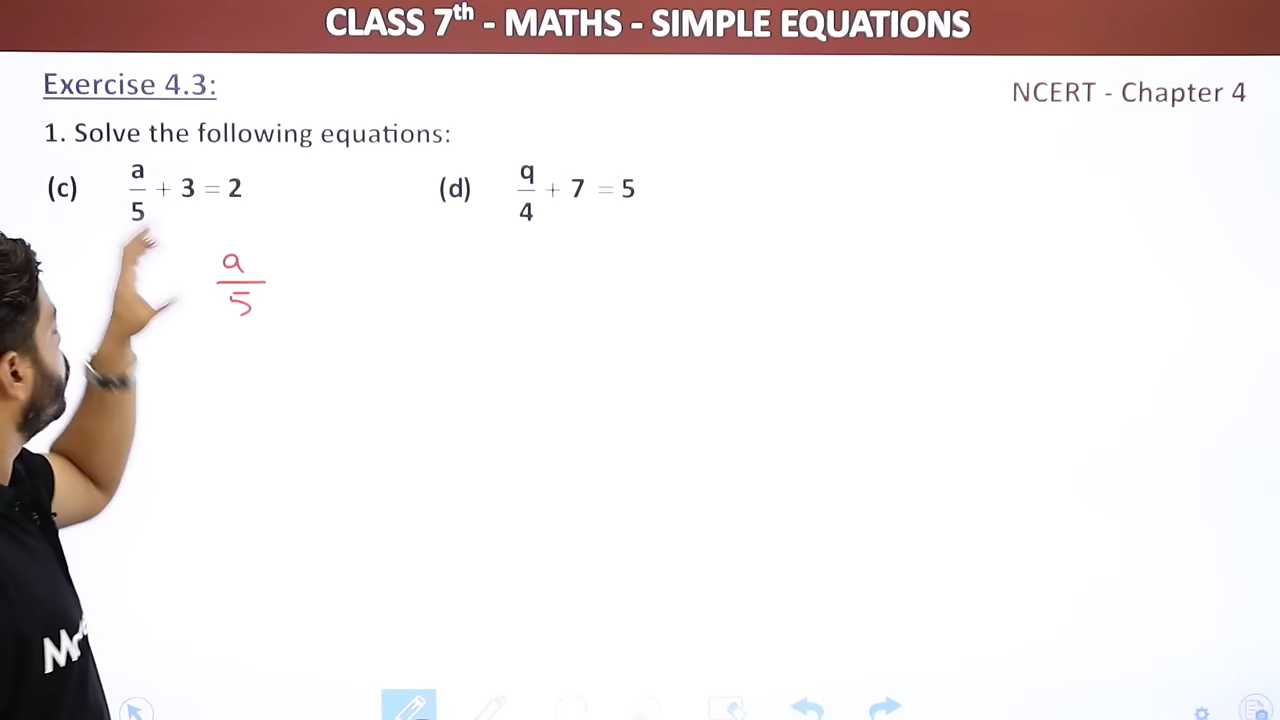 CLASS 7th - MATHS - SIMPLE EQUATIONS
Exercise 4.3:
NCERT - Chapter 4
1. Solve the following equations:
(c) a/5 + 3 = 2
(d) q/4 + 7 = 5
a
5